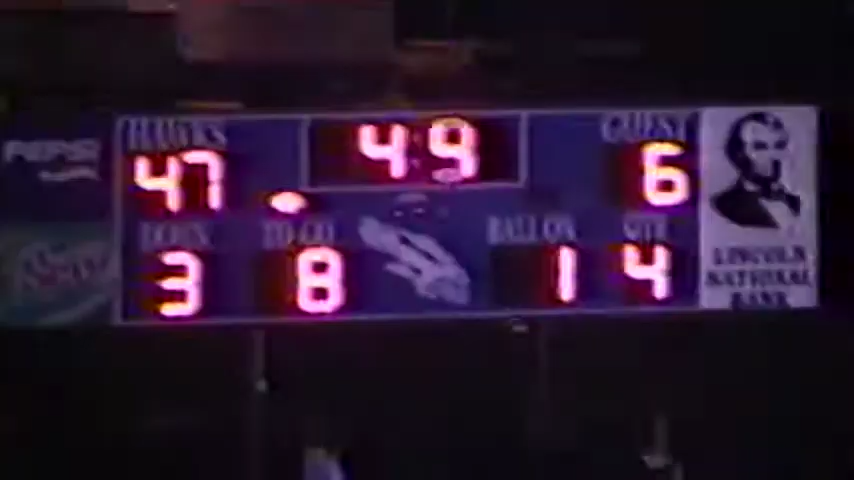 HAWKS
4:9
GUEST
PEPSI
47
6
DOWN
TO GO
BALL ON
QTR
3
8
1
4
LINCOLN
NATIONAL
BANK